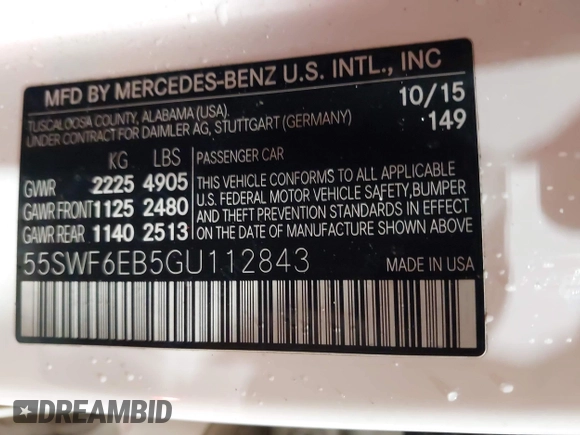 MFD BY MERCEDES-BENZ U.S. INTL., INC
TUSCALOOSA COUNTY, ALABAMA (USA)
10/15
UNDER CONTRACT FOR DAIMLER AG, STUTTGART (GERMANY)
149
KG LBS
PASSENGER CAR
GVWR 2225 4905
GAWR FRONT 1125 2480
GAWR REAR 1140 2513
THIS VEHICLE CONFORMS TO ALL APPLICABLE
U.S. FEDERAL MOTOR VEHICLE SAFETY, BUMPER
AND THEFT PREVENTION STANDARDS IN EFFECT
ON DATE OF MANUFACTURE SHOWN ABOVE
55SWF6EB5GU112843
MADE IN USA
DREAMBID